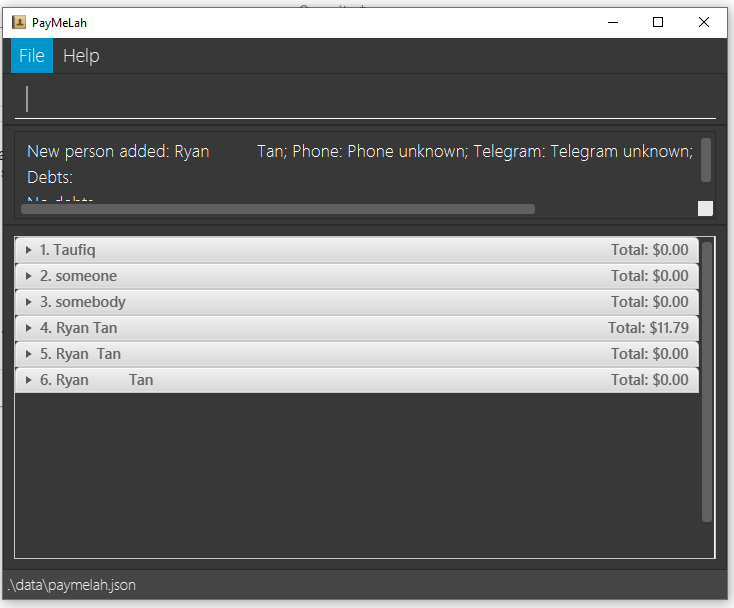 PayMeLah
File Help
New person added: Ryan          Tan; Phone: Phone unknown; Telegram: Telegram unknown;
Debts:
No debts
1. Taufiq Total: $0.00
2. someone Total: $0.00
3. somebody Total: $0.00
4. Ryan Tan Total: $11.79
5. Ryan  Tan Total: $0.00
6. Ryan          Tan Total: $0.00
.\data\paymelah.json